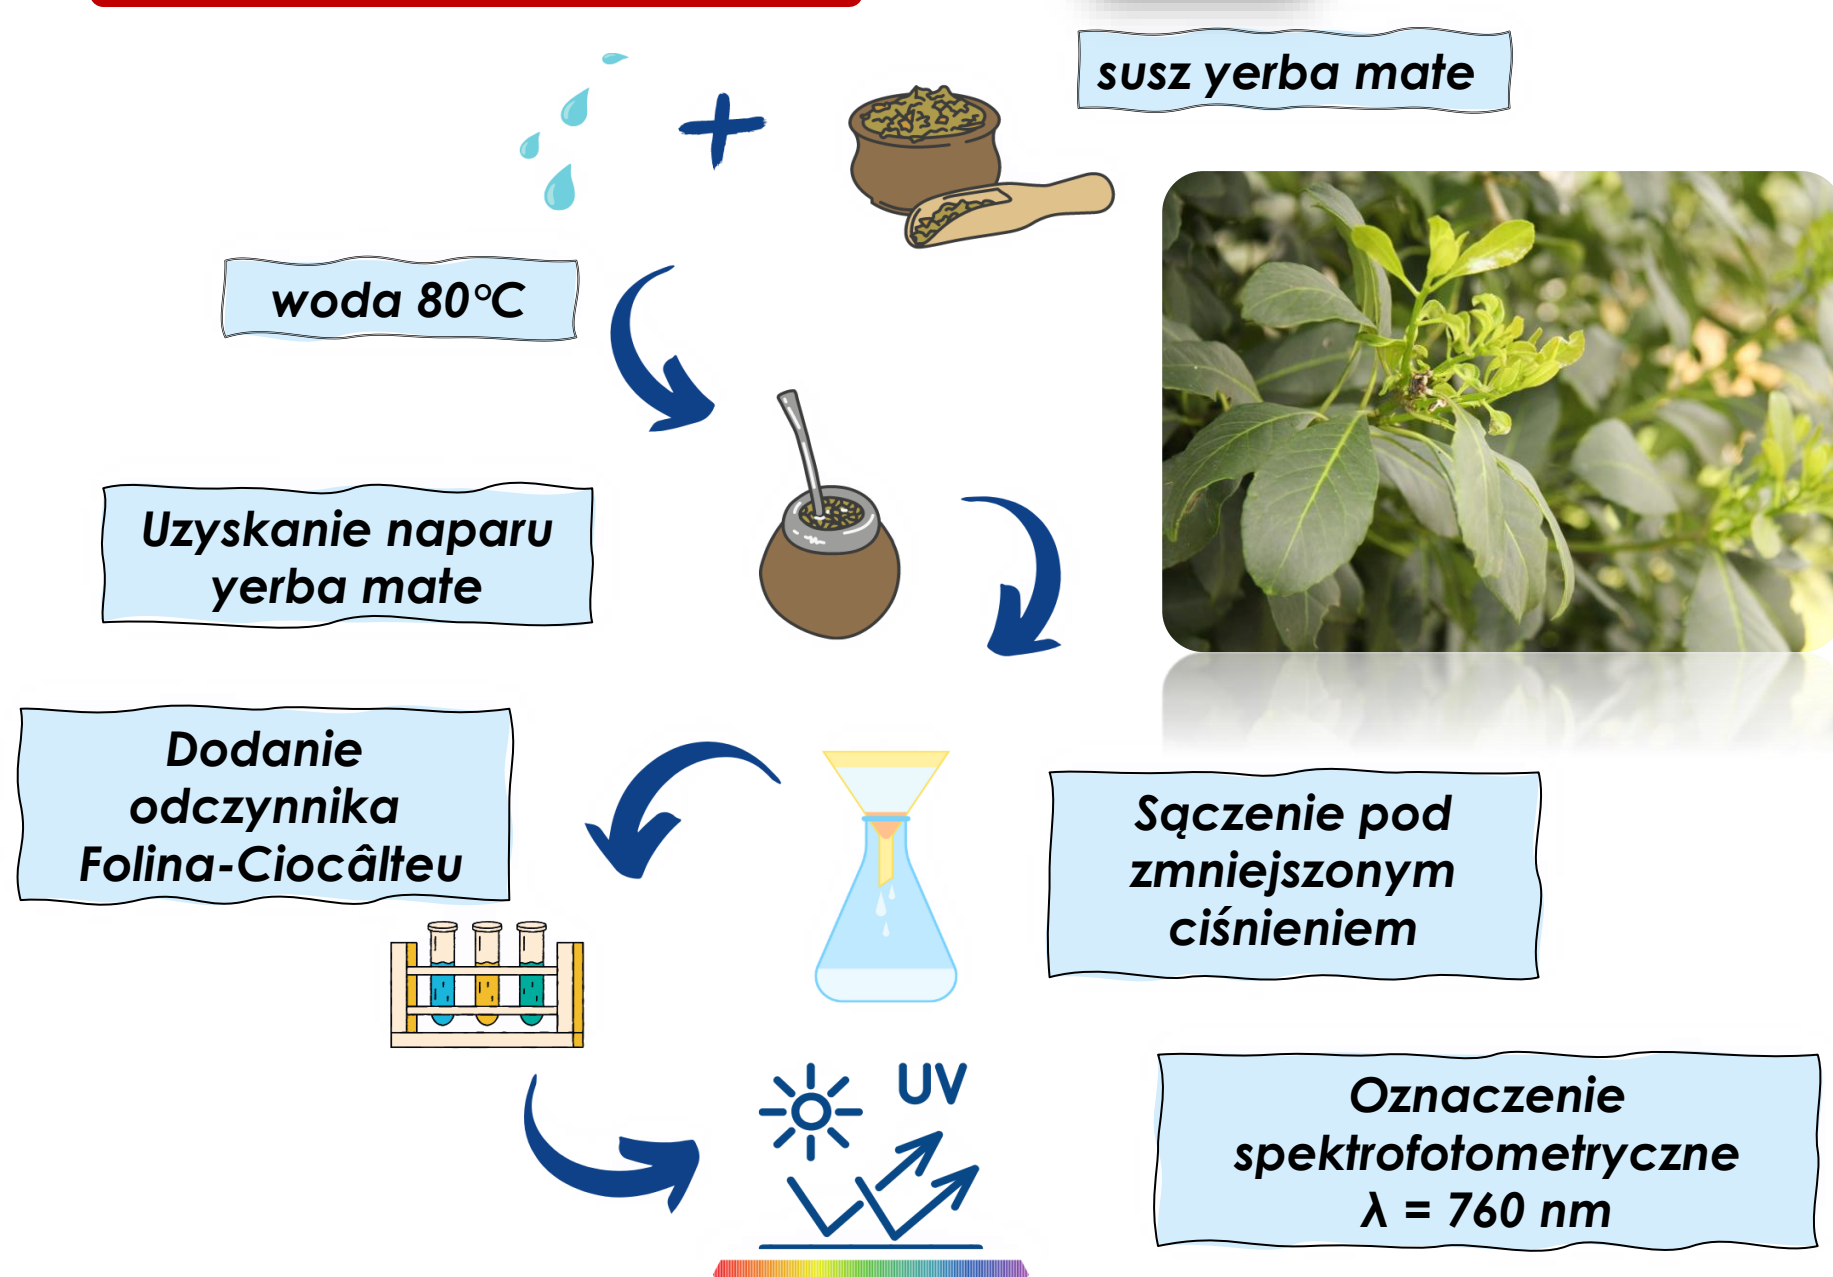 susz yerba mate
woda 80°C
Uzyskanie naparu
yerba mate
Dodanie
odczynnika
Folina-Ciocâlteu
Sączenie pod
zmniejszonym
ciśnieniem
UV
Oznaczenie
spektrofotometryczne
λ = 760 nm